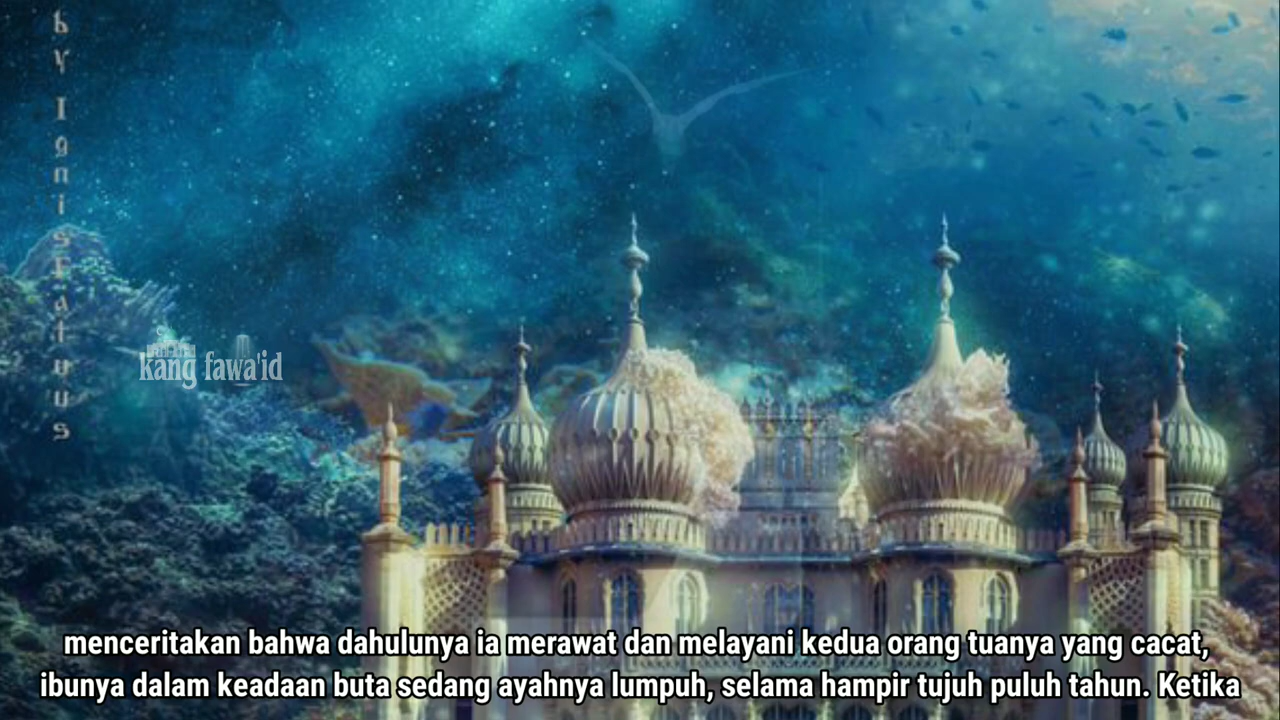 by Ignisfatuus
kang fawa'id
menceritakan bahwa dahulunya ia merawat dan melayani kedua orang tuanya yang cacat,
ibunya dalam keadaan buta sedang ayahnya lumpuh, selama hampir tujuh puluh tahun. Ketika